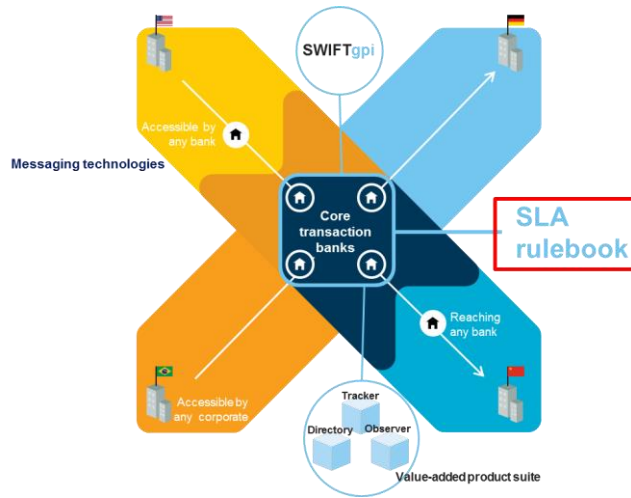 SWIFTgpi
Accessible by
any bank
Messaging technologies
Core
transaction
banks
SLA
rulebook
Reaching
any bank
Accessible by
any corporate
Tracker
Directory
Observer
Value-added product suite